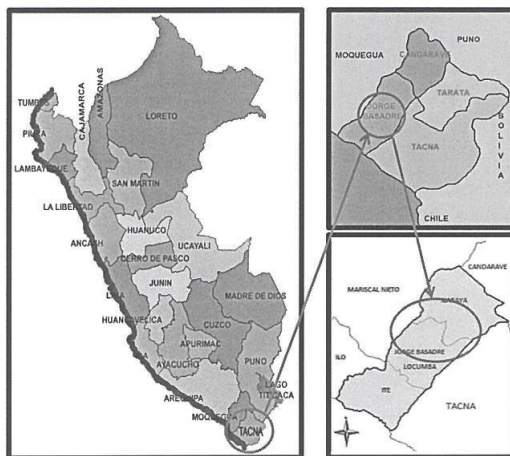 TUMBES
PIURA
LAMBAYEQUE
CAJAMARCA
AMAZONAS
LORETO
SAN MARTIN
LA LIBERTAD
ANCASH
HUANUCO
UCAYALI
CERRO DE PASCO
JUNIN
LIMA
MADRE DE DIOS
HUANCAVELICA
CUZCO
APURIMAC
AYACUCHO
PUNO
LAGO
TITICACA
AREQUIPA
MOQUEGUA
TACNA
PUNO
MOQUEGUA
CANDARAVE
TARATA
JORGE
BASADRE
TACNA
BOLIVIA
CHILE
CANDARAVE
MARISCAL NIETO
ILO
JORGE BASADRE
LOCUMBA
ITE
TACNA